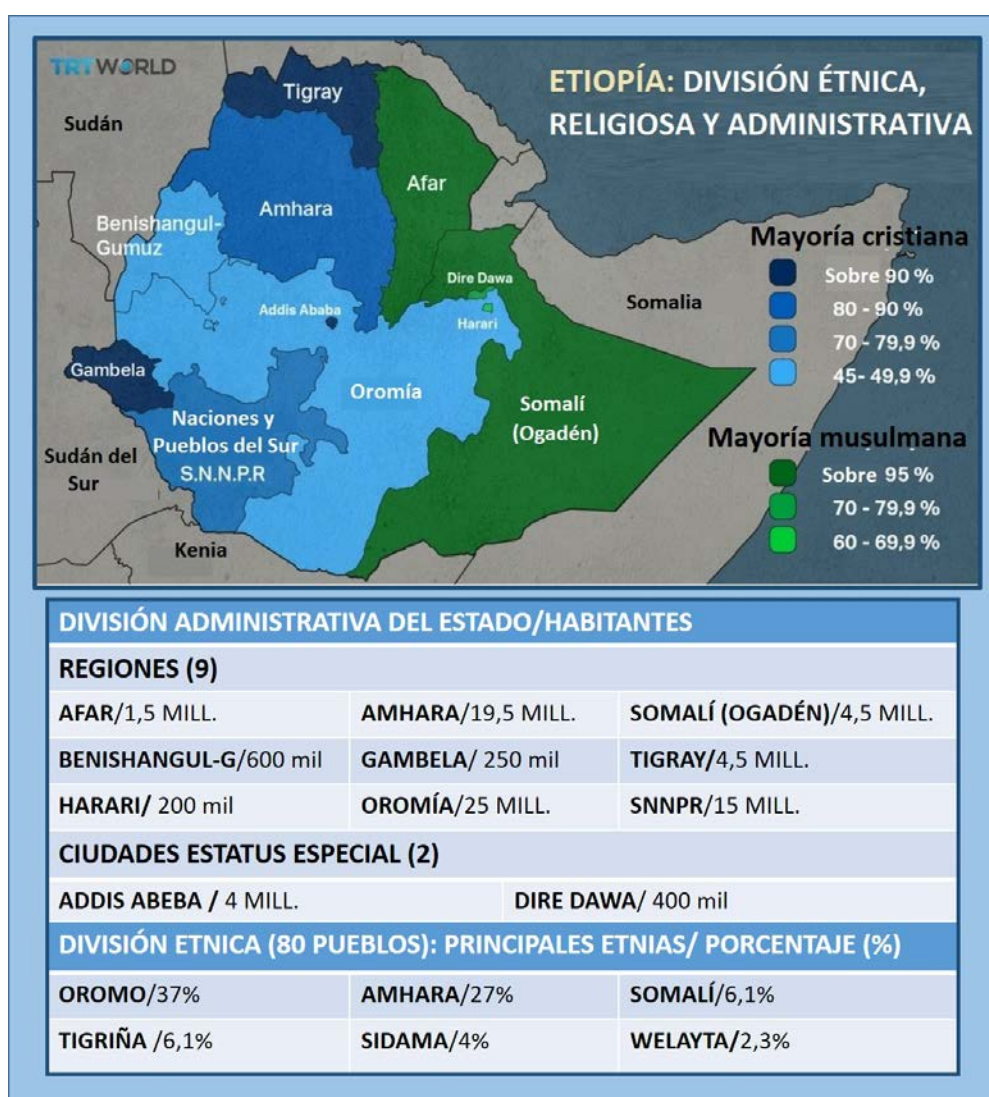 TRT WORLD
ETIOPÍA: DIVISIÓN ÉTNICA,
RELIGIOSA Y ADMINISTRATIVA
Sudán
Tigray
Afar
Amhara
Benishangul-
Gumuz
Dire Dawa
Addis Ababa
Harari
Somalia
Gambela
Oromía
Somalí
(Ogadén)
Naciones y
Pueblos del Sur
S.N.N.P.R
Sudán del
Sur
Kenia
Mayoría cristiana
Sobre 90 %
80 - 90 %
70 - 79,9 %
45- 49,9 %
Mayoría musulmana
Sobre 95 %
70 - 79,9 %
60 - 69,9 %
DIVISIÓN ADMINISTRATIVA DEL ESTADO/HABITANTES
REGIONES (9)
AFAR/1,5 MILL. AMHARA/19,5 MILL. SOMALÍ (OGADÉN)/4,5 MILL.
BENISHANGUL-G/600 mil GAMBELA/ 250 mil TIGRAY/4,5 MILL.
HARARI/ 200 mil OROMÍA/25 MILL. SNNPR/15 MILL.
CIUDADES ESTATUS ESPECIAL (2)
ADDIS ABEBA / 4 MILL. DIRE DAWA/ 400 mil
DIVISIÓN ETNICA (80 PUEBLOS): PRINCIPALES ETNIAS/ PORCENTAJE (%)
OROMO/37% AMHARA/27% SOMALÍ/6,1%
TIGRIÑA /6,1% SIDAMA/4% WELAYTA/2,3%